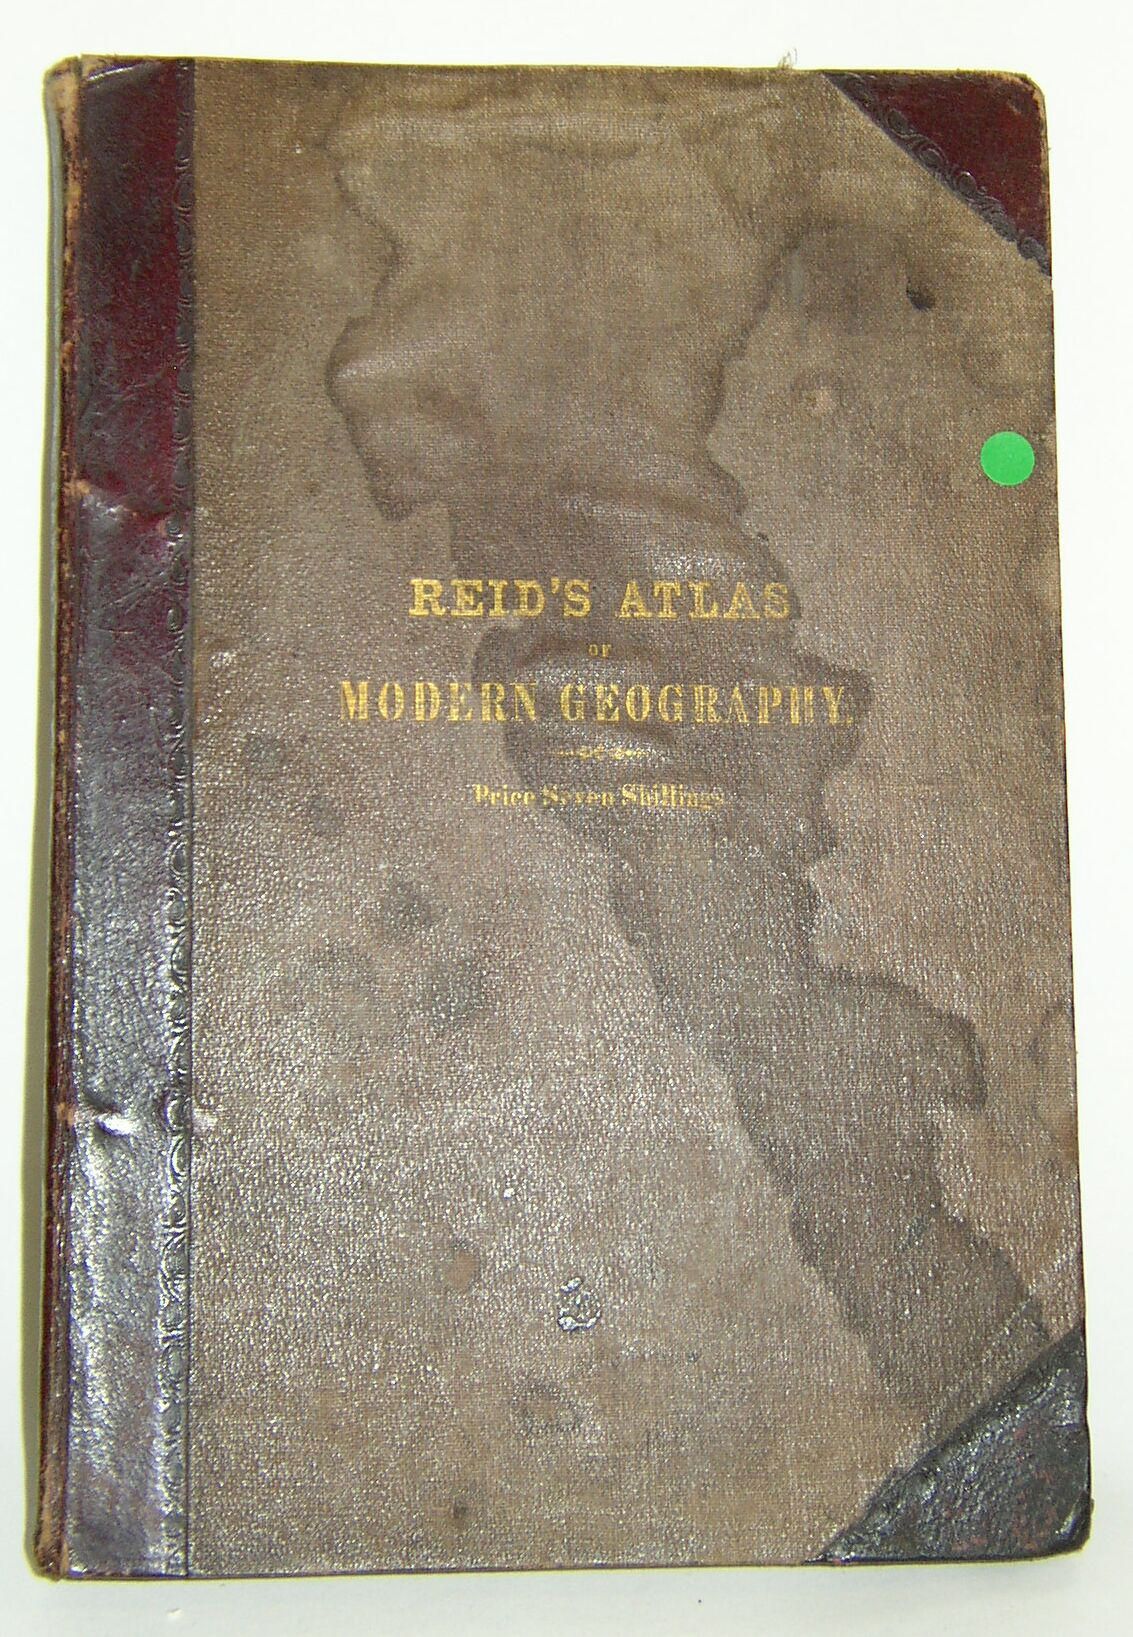 REID'S ATLAS
OF
MODERN GEOGRAPHY.
Price Seven Shillings